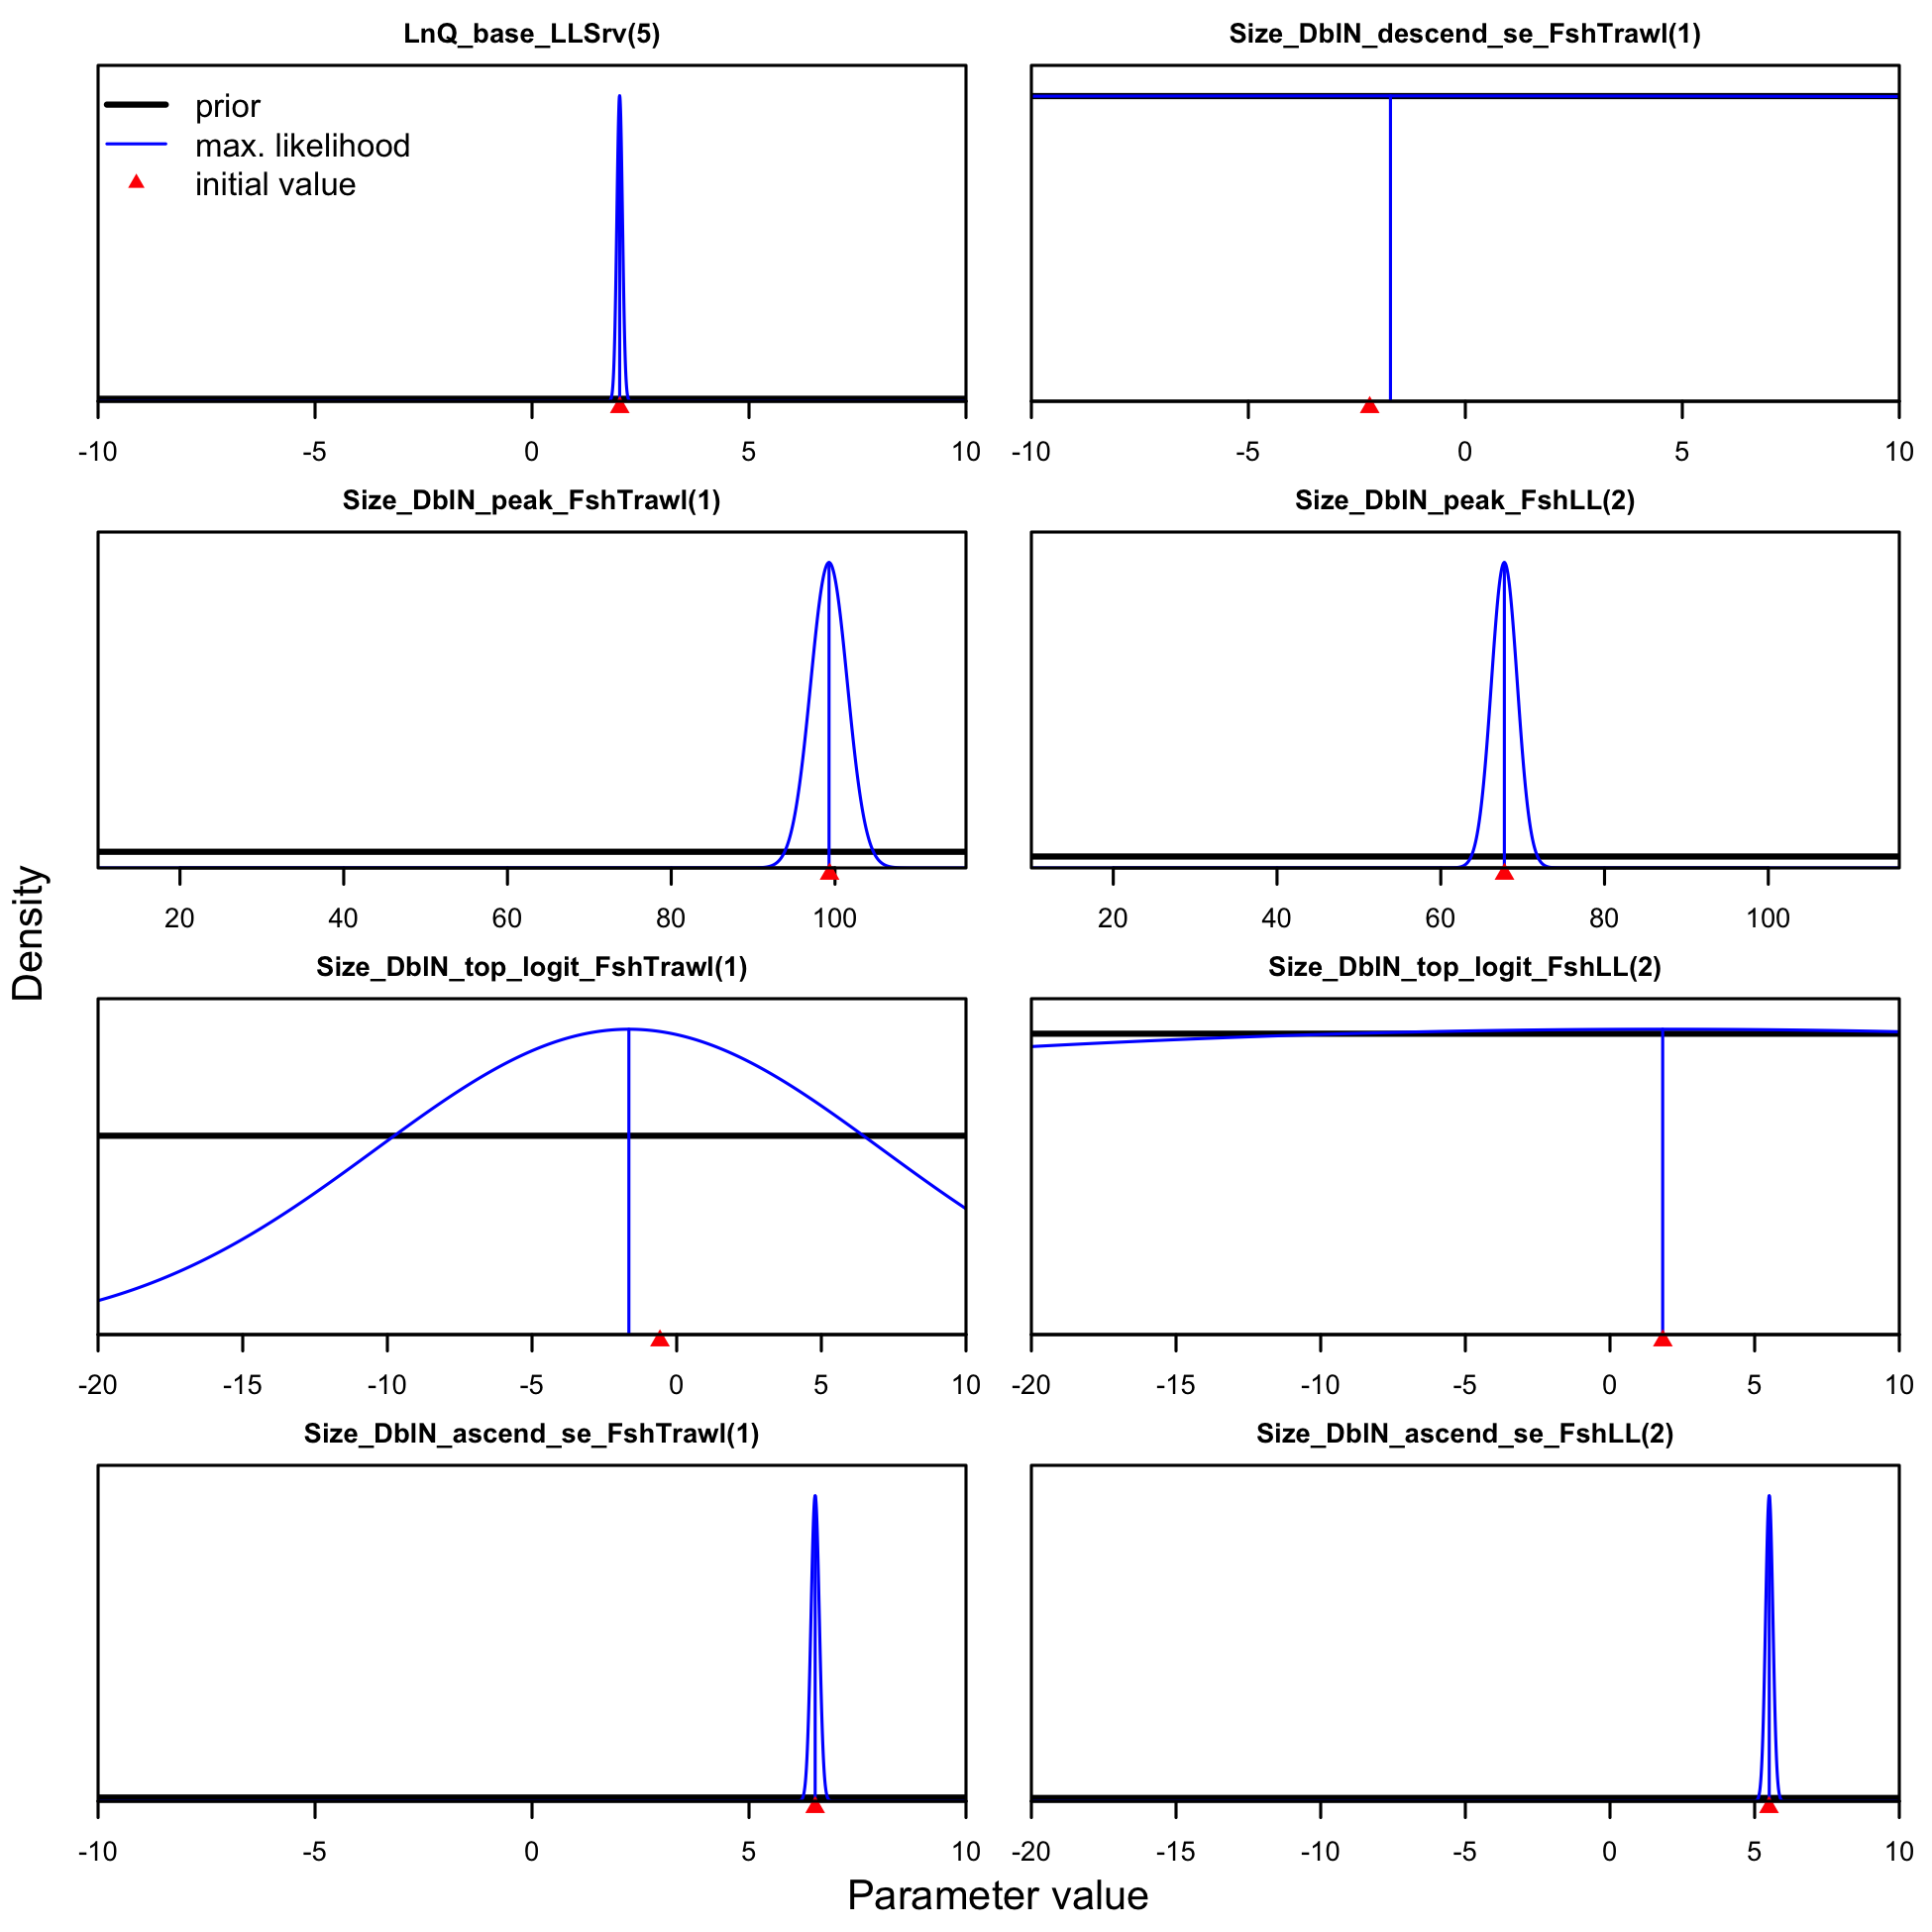 LnQ_base_LLSrv(5)
prior
max. likelihood
initial value
-10 -5 0 5 10
Size_DblN_descend_se_FshTrawl(1)
-10 -5 0 5 10
Size_DblN_peak_FshTrawl(1)
20 40 60 80 100
Size_DblN_peak_FshLL(2)
20 40 60 80 100
Density
Size_DblN_top_logit_FshTrawl(1)
-20 -15 -10 -5 0 5 10
Size_DblN_top_logit_FshLL(2)
-20 -15 -10 -5 0 5 10
Size_DblN_ascend_se_FshTrawl(1)
-10 -5 0 5 10
Size_DblN_ascend_se_FshLL(2)
-20 -15 -10 -5 0 5 10
Parameter value